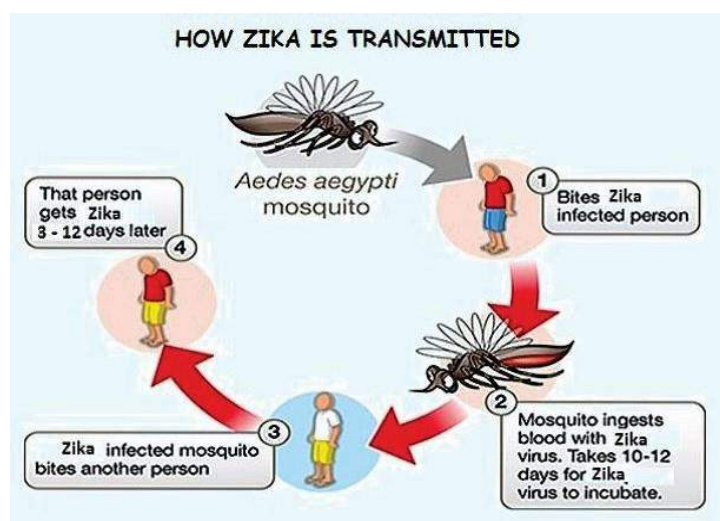 HOW ZIKA IS TRANSMITTED
Aedes aegypti
mosquito
1
Bites Zika
infected person
2
Mosquito ingests
blood with Zika
virus. Takes 10-12
days for Zika
virus to incubate.
3
Zika infected mosquito
bites another person
4
That person
gets Zika
3 - 12 days later